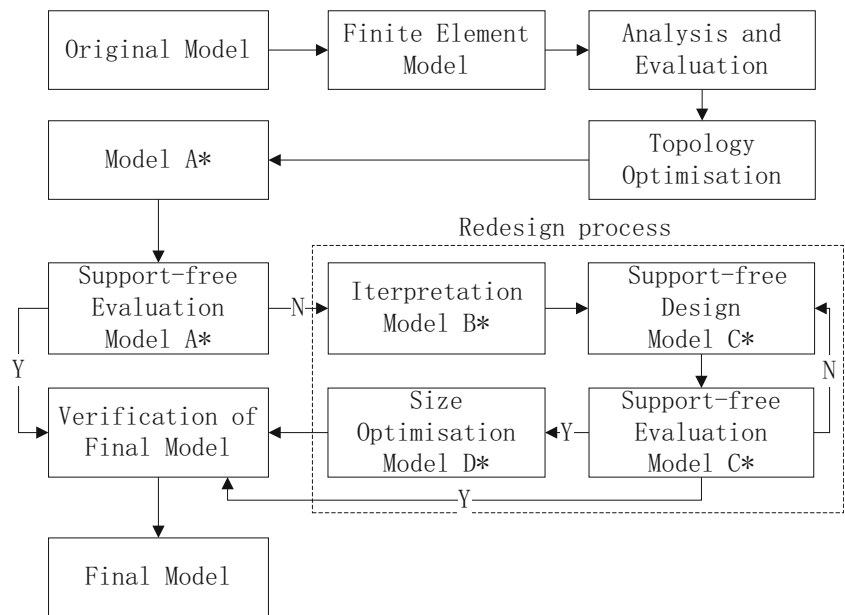 Original Model
Finite Element
Model
Analysis and
Evaluation
Model A*
Topology
Optimisation
Redesign process
Support-free
Evaluation
Model A*
N
Iterpretation
Model B*
Support-free
Design
Model C*
Y
N
Verification of
Final Model
Size
Optimisation
Model D*
Y
Support-free
Evaluation
Model C*
Y
Final Model